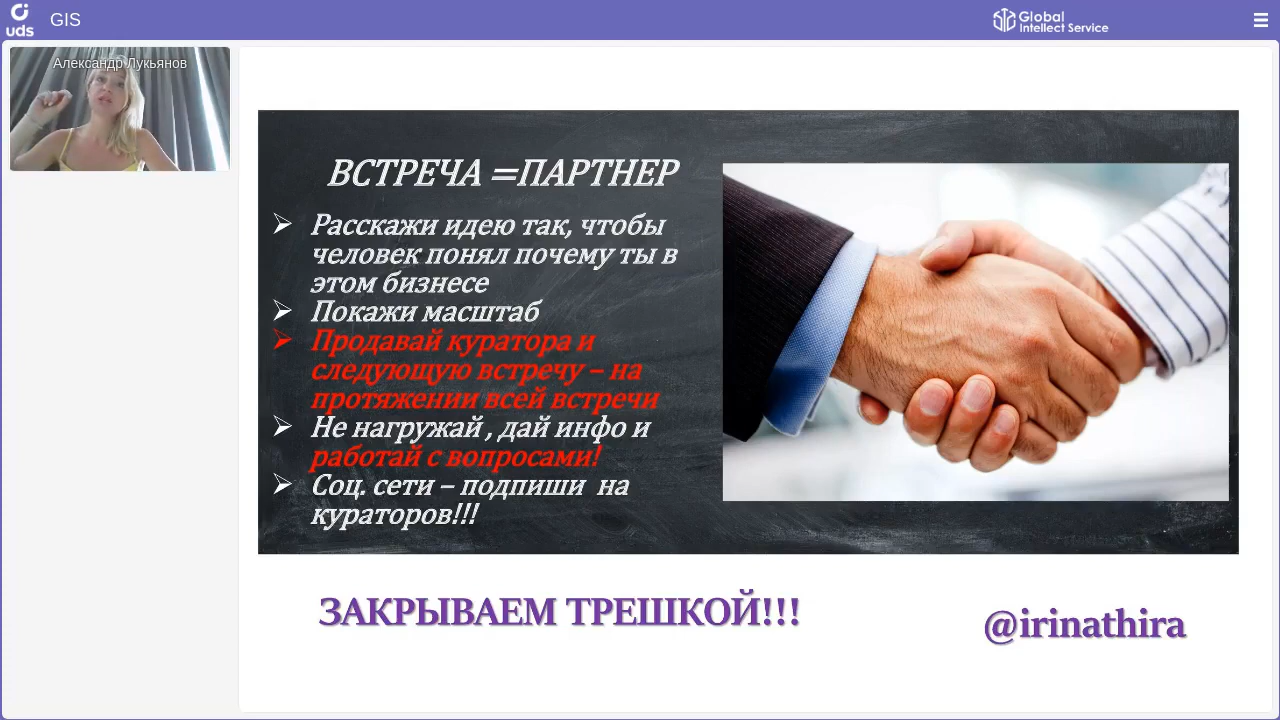 uds
GIS
Global
Intellect Service
Александр Лукьянов
ВСТРЕЧА =ПАРТНЕР
Расскажи идею так, чтобы
человек понял почему ты в
этом бизнесе
Покажи масштаб
Продавай куратора и
следующую встречу – на
протяжении всей встречи
Не нагружай , дай инфо и
работай с вопросами!
Соц. сети – подпиши на
кураторов!!!
ЗАКРЫВАЕМ ТРЕШКОЙ!!!
@irinathira